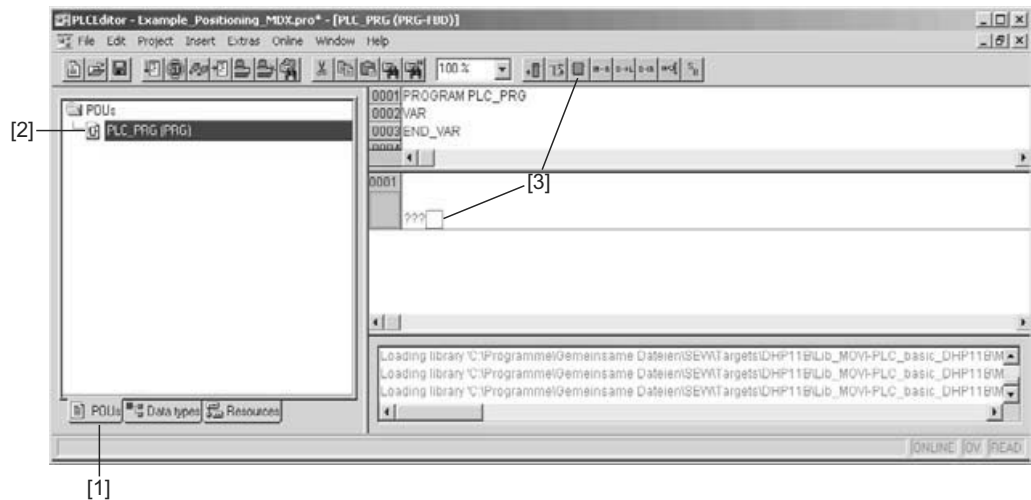 PLCEditor - Example_Positioning_MDX.pro* - [PLC_PRG (PRG-FBD)]
File Edit Project Insert Extras Online Window Help
100 %
POUs
PLC_PRG (PRG)
0001 PROGRAM PLC_PRG
0002 VAR
0003 END_VAR
0004
[2]
[3]
0001
???
Loading library 'C:\Programme\Gemeinsame Dateien\SEW\Targets\DHP11B\Lib_MOVI-PLC_basic_DHP11B\M
Loading library 'C:\Programme\Gemeinsame Dateien\SEW\Targets\DHP11B\Lib_MOVI-PLC_basic_DHP11B\M
Loading library 'C:\Programme\Gemeinsame Dateien\SEW\Targets\DHP11B\Lib_MOVI-PLC_basic_DHP11B\M
POUs Data types Resources
ONLINE OV READ
[1]